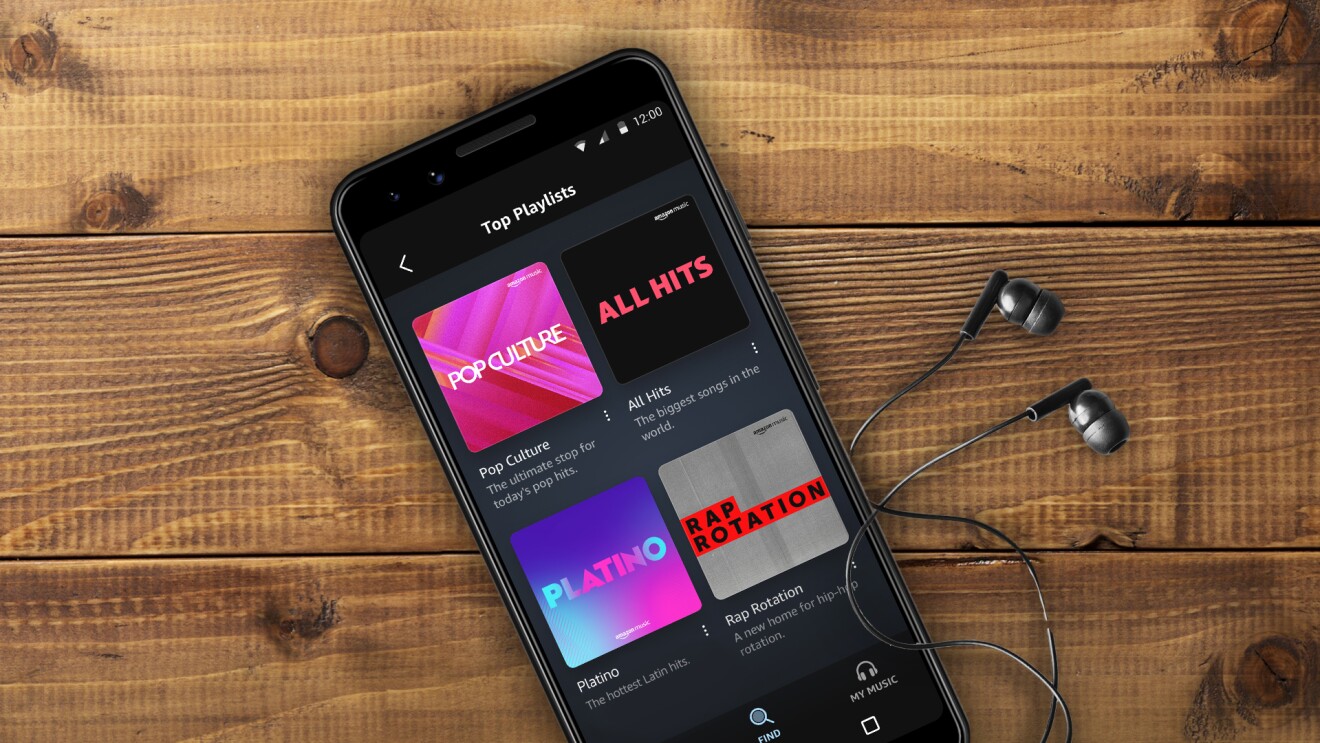 12:00
Top Playlists
amazon music
POP CULTURE
Pop Culture
The ultimate stop for
today's pop hits.
amazon music
ALL HITS
All Hits
The biggest songs in the
world.
PLATINO
amazon music
Platino
The hottest Latin hits.
amazon music
RAP
ROTATION
Rap Rotation
A new home for hip-hop
rotation.
FIND
MY MUSIC